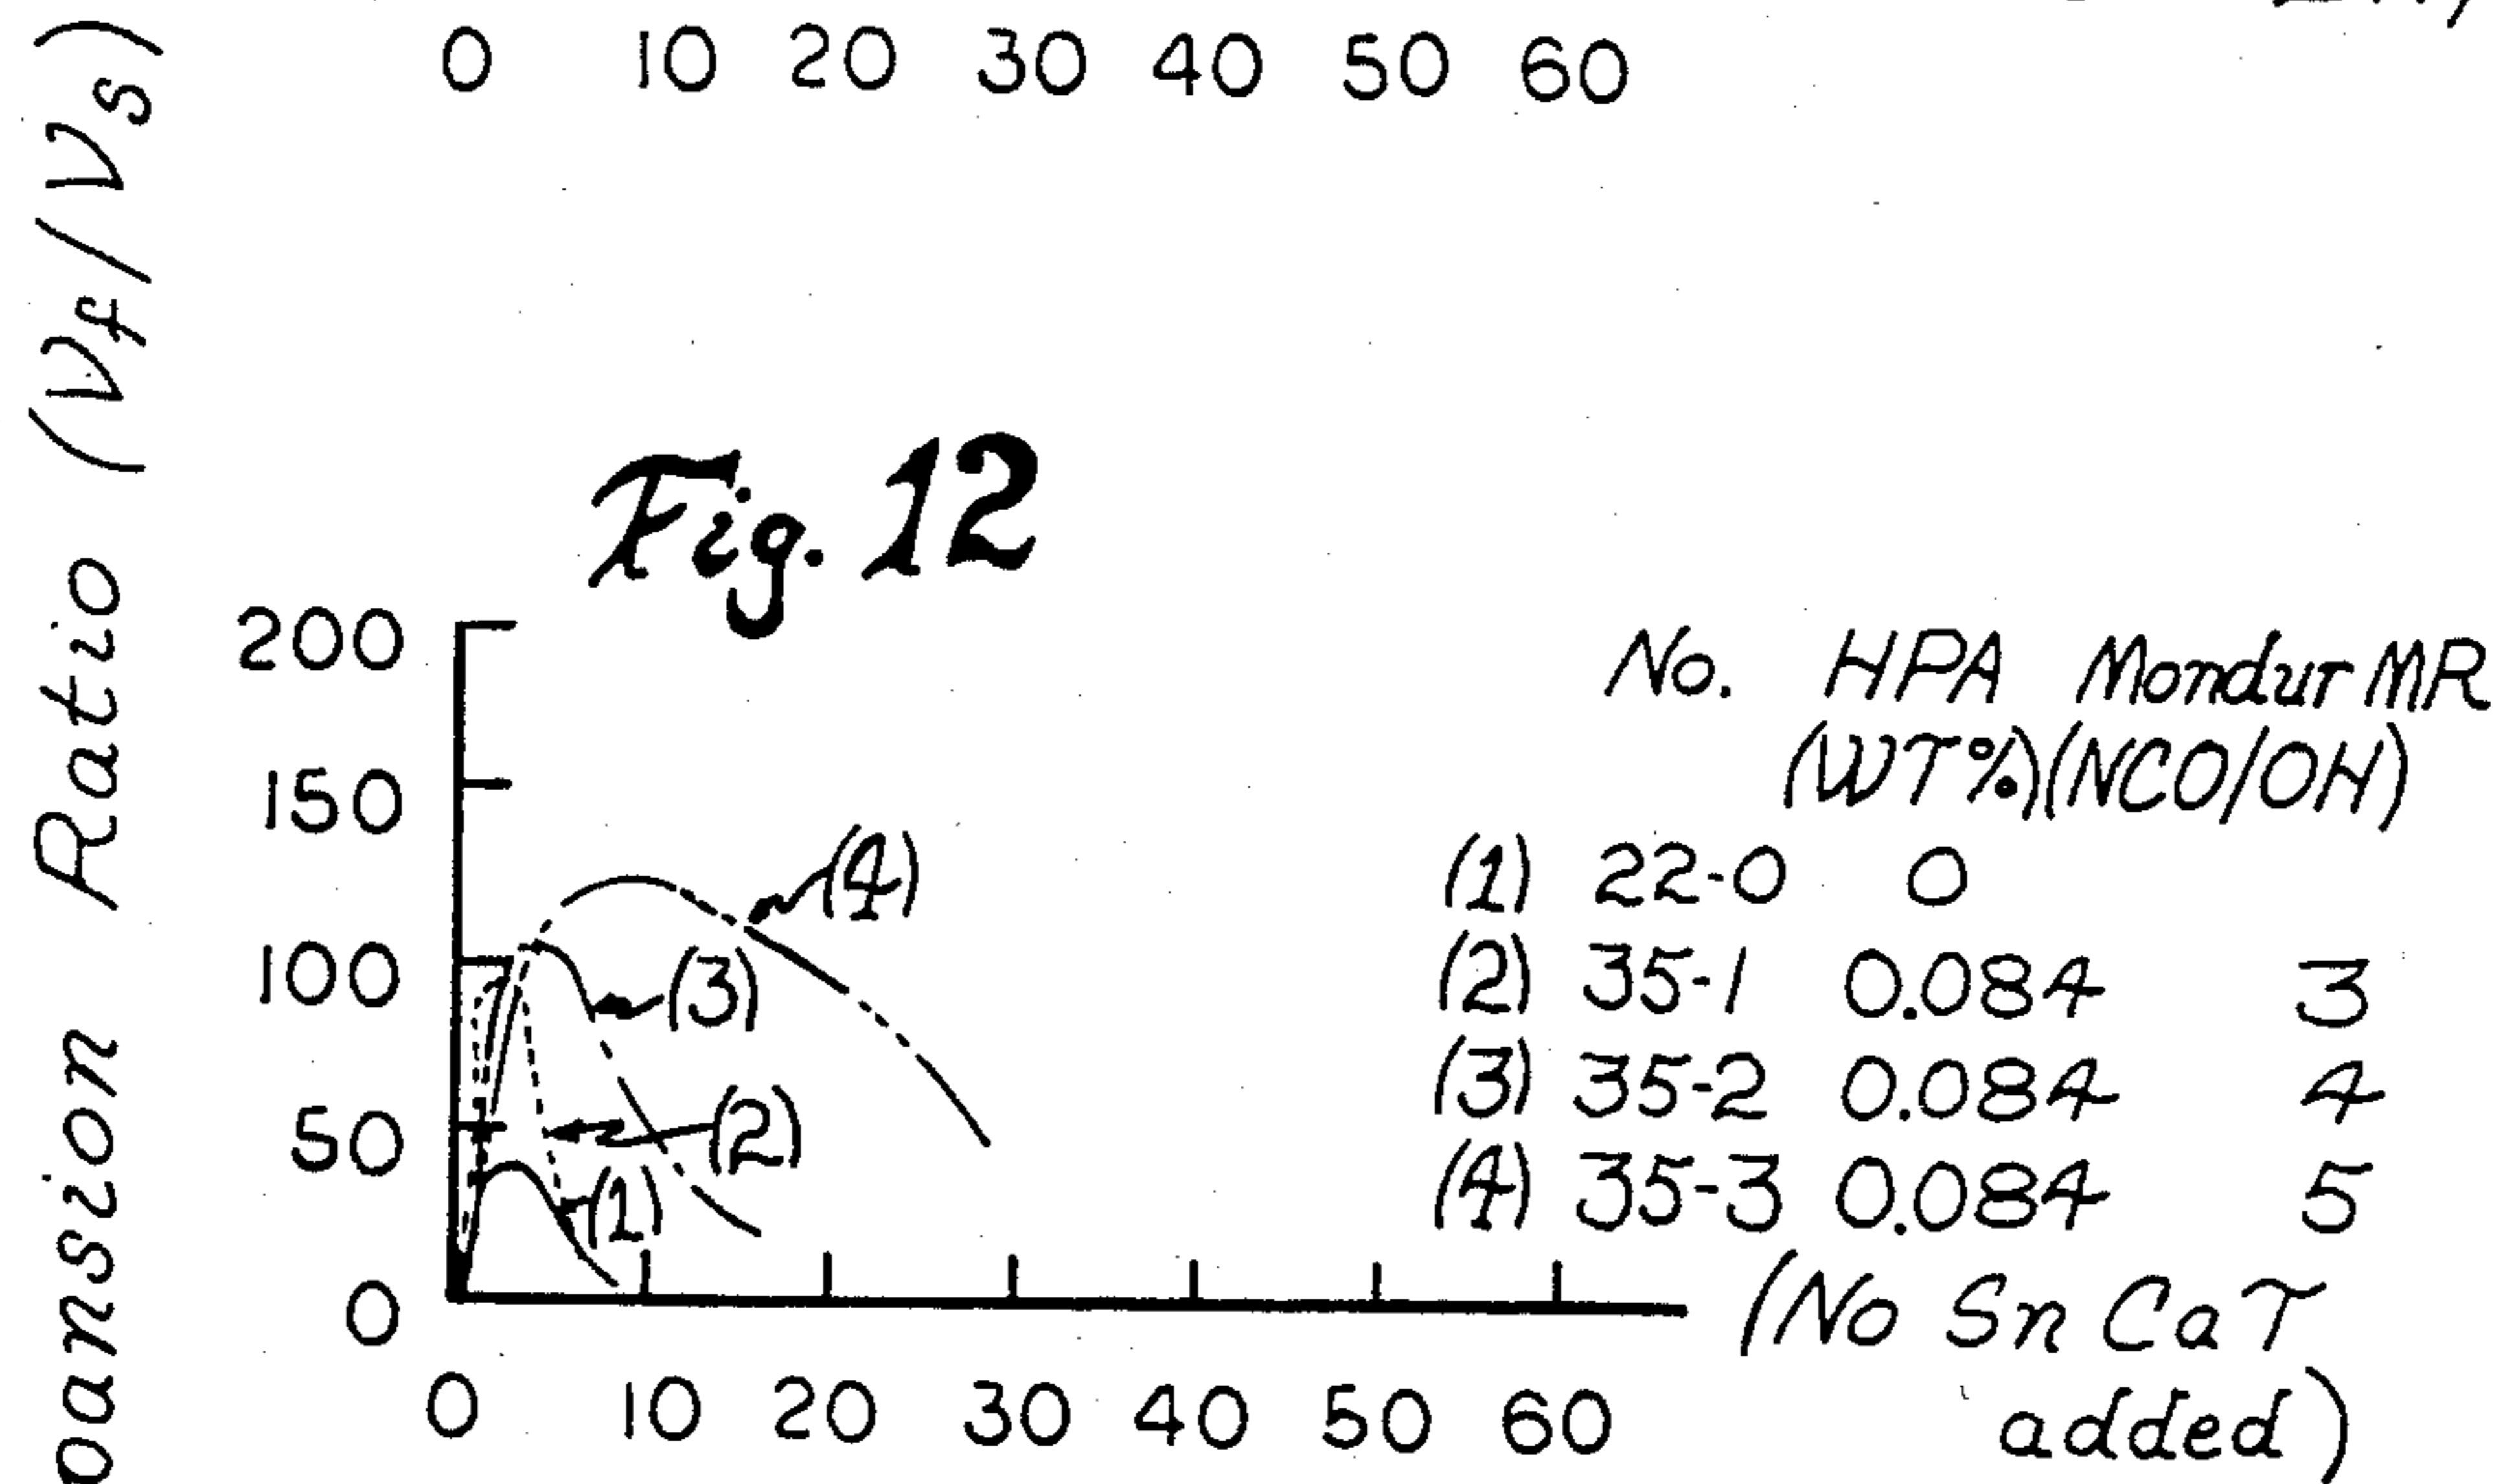 0 10 20 30 40 50 60
Ratio (Vf/Vs)
Fig. 12
200
150
100
50
0
(4)
(3)
(2)
(1)
0 10 20 30 40 50 60
No. HPA Mondur MR
(WT%)(NCO/OH)
(1) 22-0 0
(2) 35-1 0.084 3
(3) 35-2 0.084 4
(4) 35-3 0.084 5
(No Sn CaT
added)